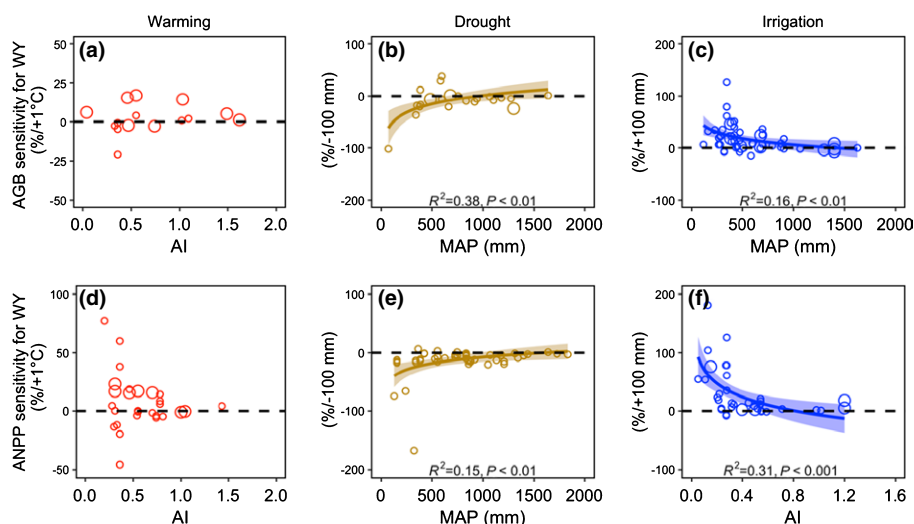 Warming
Drought
Irrigation
AGB sensitivity for WY
(%/+1°C)
(a)
50
25
0
-25
-50
0.0 0.5 1.0 1.5 2.0
AI
(%/-100 mm)
(b)
100
0
-100
-200
R²=0.38, P < 0.01
0 500 1000 1500 2000
MAP (mm)
(%/+100 mm)
(c)
200
100
0
-100
R²=0.16, P < 0.01
0 500 1000 1500 2000
MAP (mm)
ANPP sensitivity for WY
(%/+1°C)
(d)
100
50
0
-50
0.0 0.5 1.0 1.5 2.0
AI
(%/-100 mm)
(e)
100
0
-100
-200
R²=0.15, P < 0.01
0 500 1000 1500 2000
MAP (mm)
(%/+100 mm)
(f)
200
100
0
-100
R²=0.31, P < 0.001
0.0 0.4 0.8 1.2 1.6
AI